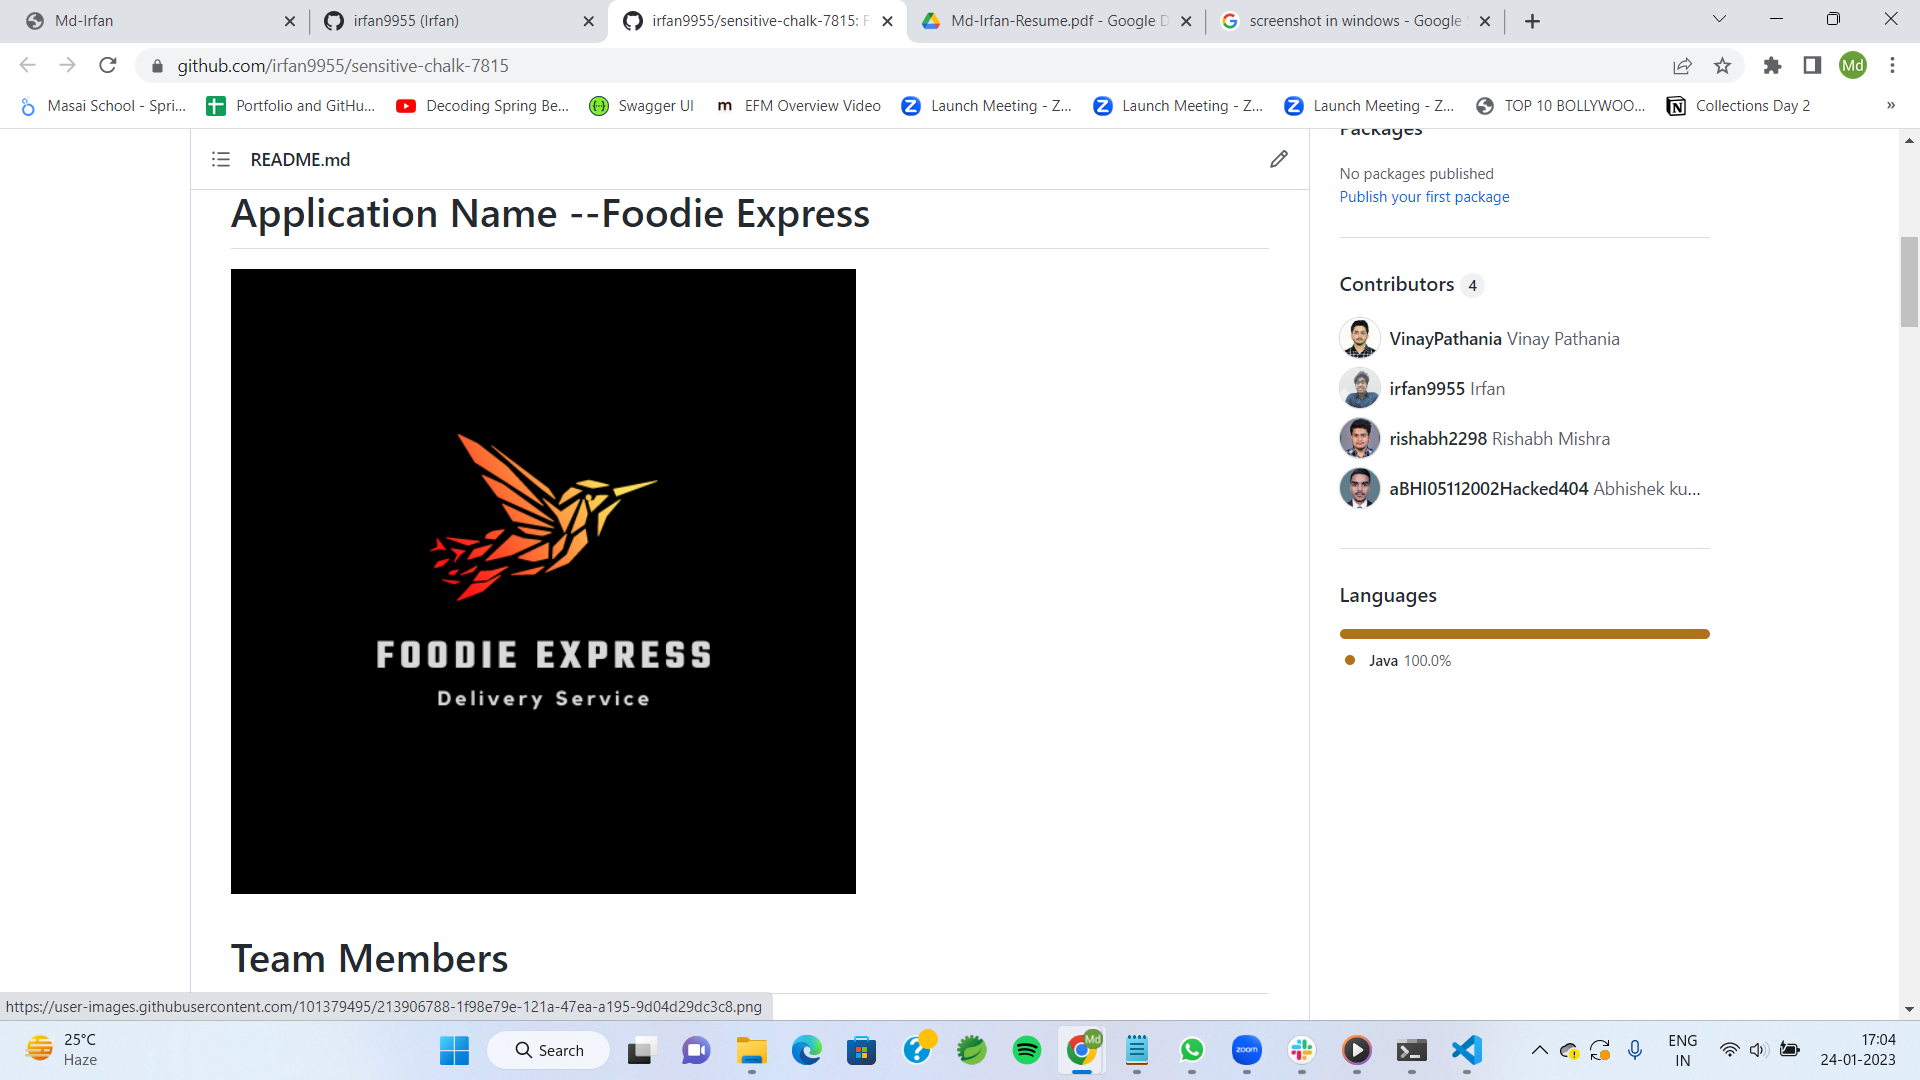 Md-Irfan
irfan9955 (Irfan)
irfan9955/sensitive-chalk-7815: F
Md-Irfan-Resume.pdf - Google D
screenshot in windows - Google
github.com/irfan9955/sensitive-chalk-7815
Md
Masai School - Spri...
Portfolio and GitHu...
Decoding Spring Be...
Swagger UI
EFM Overview Video
Launch Meeting - Z...
Launch Meeting - Z...
Launch Meeting - Z...
TOP 10 BOLLYWOO...
Collections Day 2
»
README.md
Application Name --Foodie Express
FOODIE EXPRESS
Delivery Service
Team Members
Packages
No packages published
Publish your first package
Contributors 4
VinayPathania Vinay Pathania
irfan9955 Irfan
rishabh2298 Rishabh Mishra
aBHI05112002Hacked404 Abhishek ku...
Languages
Java 100.0%
https://user-images.githubusercontent.com/101379495/213906788-1f98e79e-121a-47ea-a195-9d04d29dc3c8.png
25°C
Haze
Search
Md
zoom
ENG
IN
17:04
24-01-2023